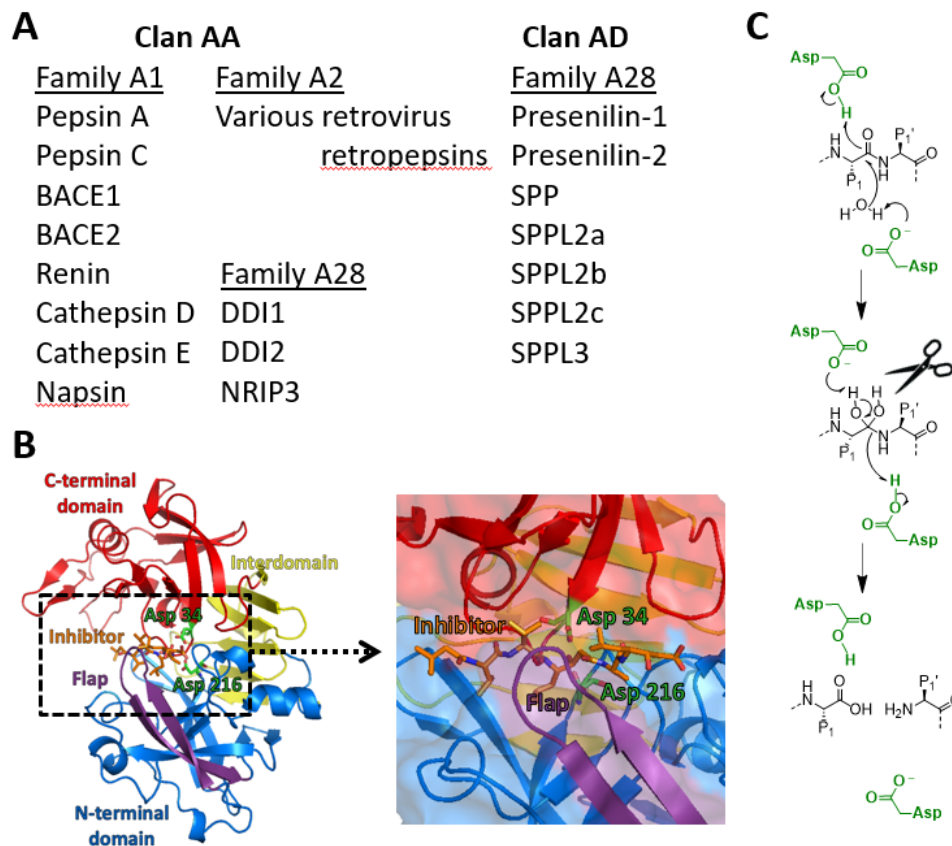 A
Clan AA
Family A1
Pepsin A
Pepsin C
BACE1
BACE2
Renin
Cathepsin D
Cathepsin E
Napsin
Family A2
Various retrovirus
retropepsins
Family A28
DDI1
DDI2
NRIP3
Clan AD
Family A28
Presenilin-1
Presenilin-2
SPP
SPPL2a
SPPL2b
SPPL2c
SPPL3
B
C-terminal
domain
Interdomain
Asp 34
Inhibitor
Flap
Asp 216
N-terminal
domain
Inhibitor
Asp 34
Flap
Asp 216
C
Asp
O
O
H
H
N
O
P1'
O
P1
N
H
H O H
O−
O
Asp
Asp
O
O−
H H
O O
H
N
P1'
O
P1
N
H
H
O
O
Asp
Asp
O
O
H
H
N
O
OH
P1
P1'
H2N
O
O−
O
Asp